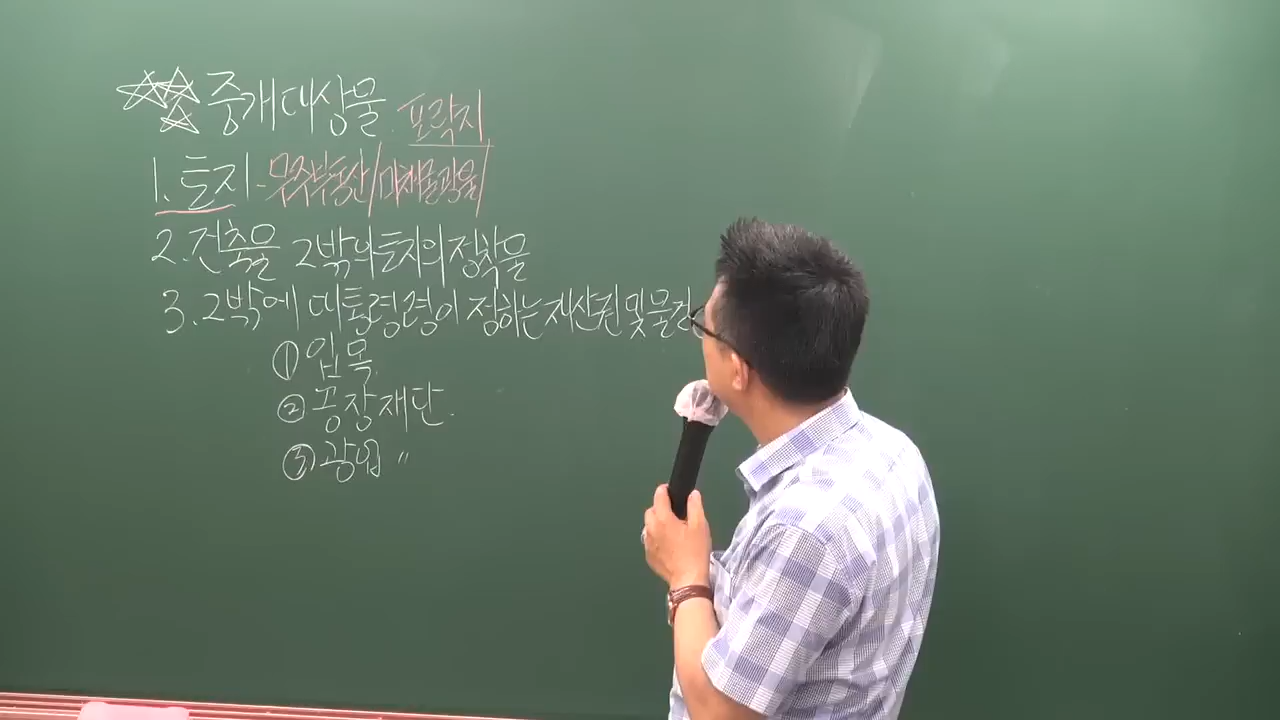 중개대상물 포락지
1. 토지 - 무주부동산/미채굴광물/
2. 건축물 그밖의 토지의 정착물
3. 그밖에 대통령령이 정하는 재산권 및 물건
① 입목
② 공장재단.
③ 광업 〃